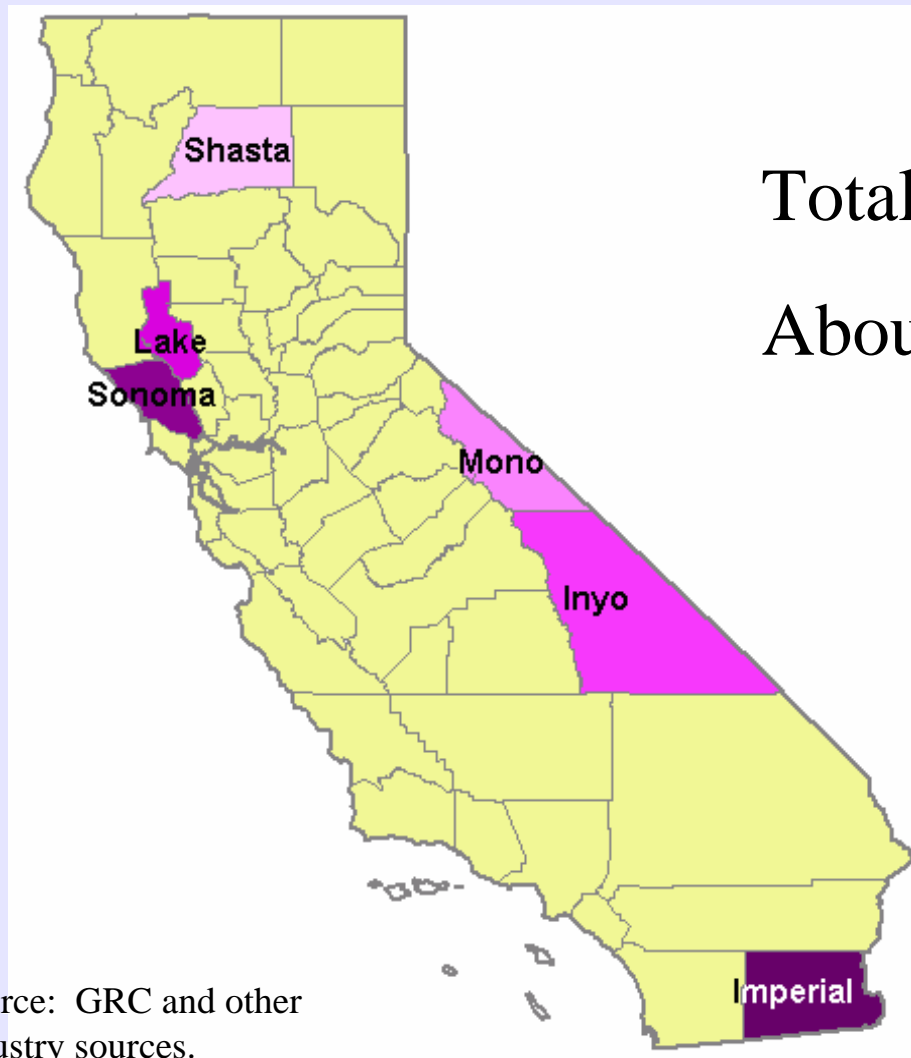 Shasta
Total
Lake
Abou
Sonoma
Mono
Inyo
Imperial
rce: GRC and other
ustry sources.